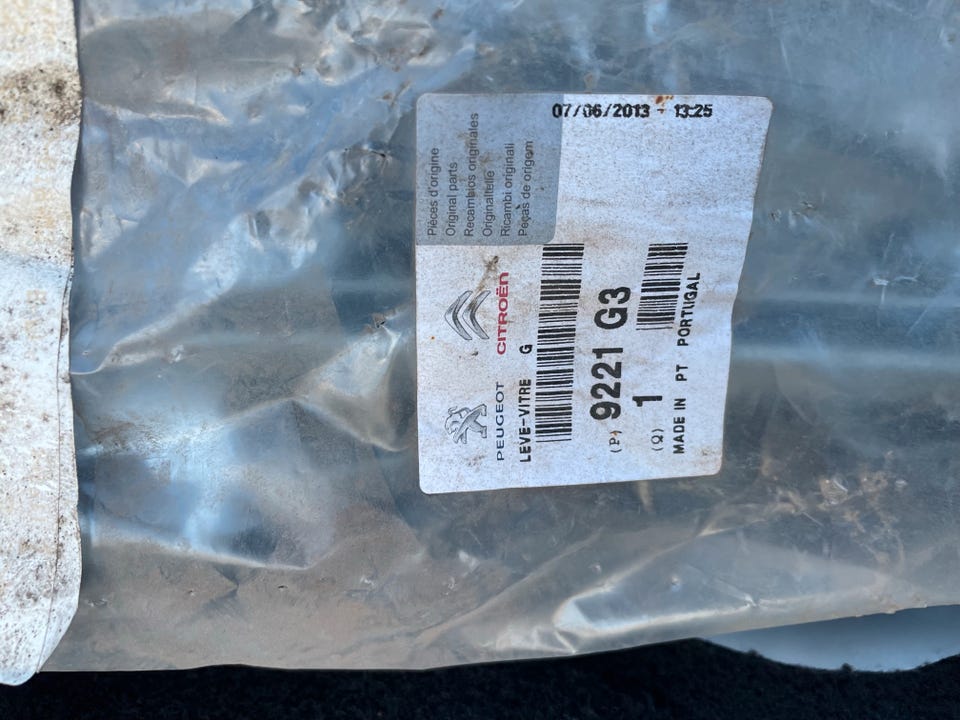 07/06/2013 - 13:25
Pièces d'origine
Original parts
Recambios originales
Originalteile
Ricambi originali
Peças de origem
PEUGEOT CITROËN
LEVE-VITRE G
(P) 9221 G3
(Q) 1
MADE IN PT PORTUGAL